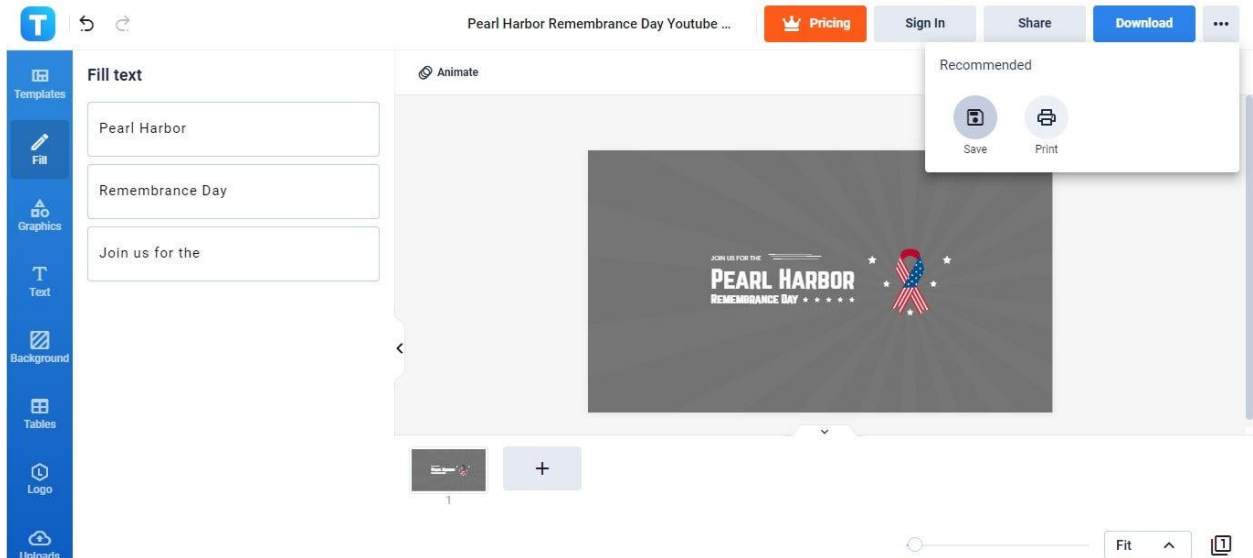 T
Pearl Harbor Remembrance Day Youtube ...
Pricing
Sign In
Share
Download
Templates
Fill
Graphics
T
Text
Background
Tables
L
Logo
Uploads
Fill text
Pearl Harbor
Remembrance Day
Join us for the
Animate
Recommended
Save
Print
JOIN US FOR THE
PEARL HARBOR
REMEMBRANCE DAY
1
Fit
1